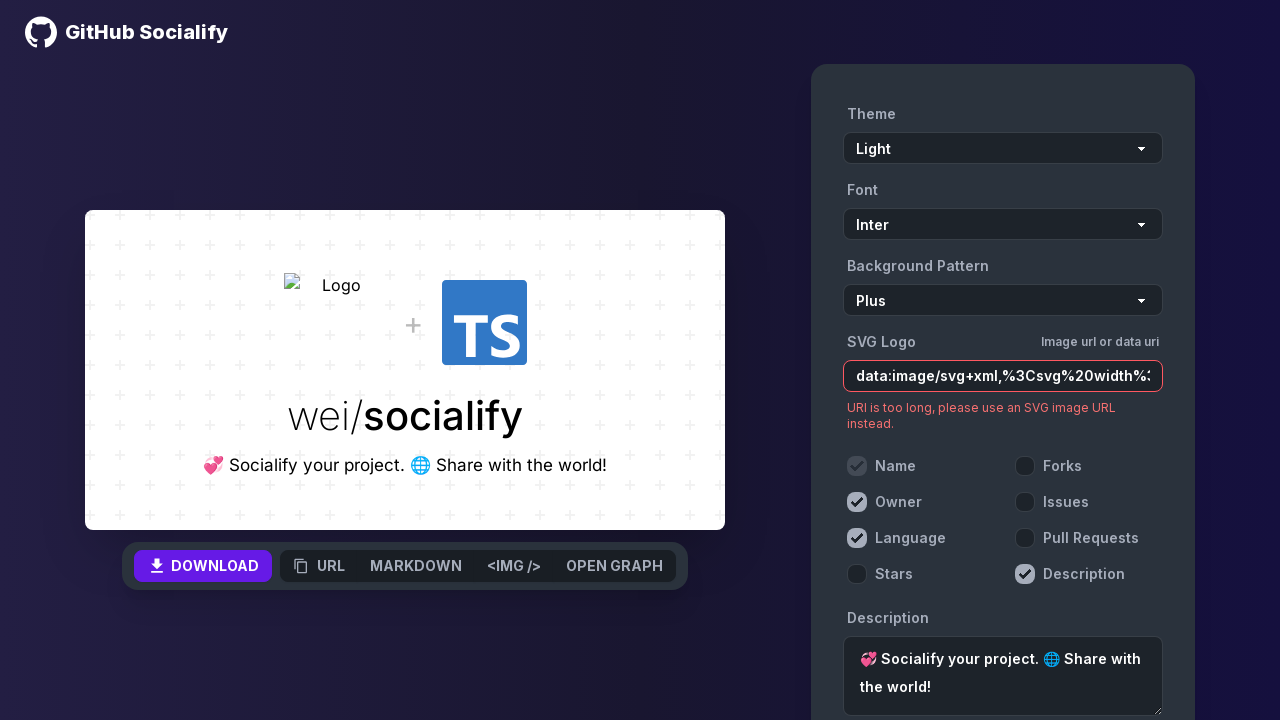 GitHub Socialify
Logo
+
TS
wei/socialify
💞 Socialify your project. 🌐 Share with the world!
DOWNLOAD
URL
MARKDOWN
<IMG />
OPEN GRAPH
Theme
Light
Font
Inter
Background Pattern
Plus
SVG Logo
Image url or data uri
data:image/svg+xml,%3Csvg%20width%3
URI is too long, please use an SVG image URL
instead.
Name
Forks
Owner
Issues
Language
Pull Requests
Stars
Description
Description
💞 Socialify your project. 🌐 Share with
the world!